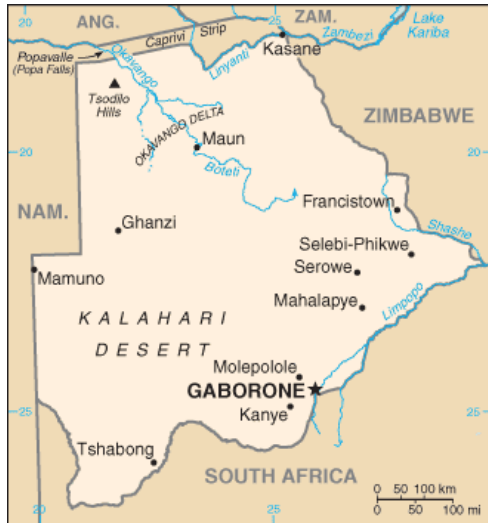 20
25
ANG.
ZAM.
Lake
Kariba
Caprivi Strip
Popavalle
(Popa Falls)
Okavango
Linyanti
Kasane
Zambezi
Tsodilo
Hills
OKAVANGO DELTA
Maun
ZIMBABWE
20
20
Boteti
NAM.
Francistown
Ghanzi
Shashe
Selebi-Phikwe
Serowe
Mamuno
Mahalapye
Limpopo
KALAHARI
DESERT
Molepolole
GABORONE
Kanye
25
25
Tshabong
SOUTH AFRICA
0 50 100 km
0 50 100 mi
20
25